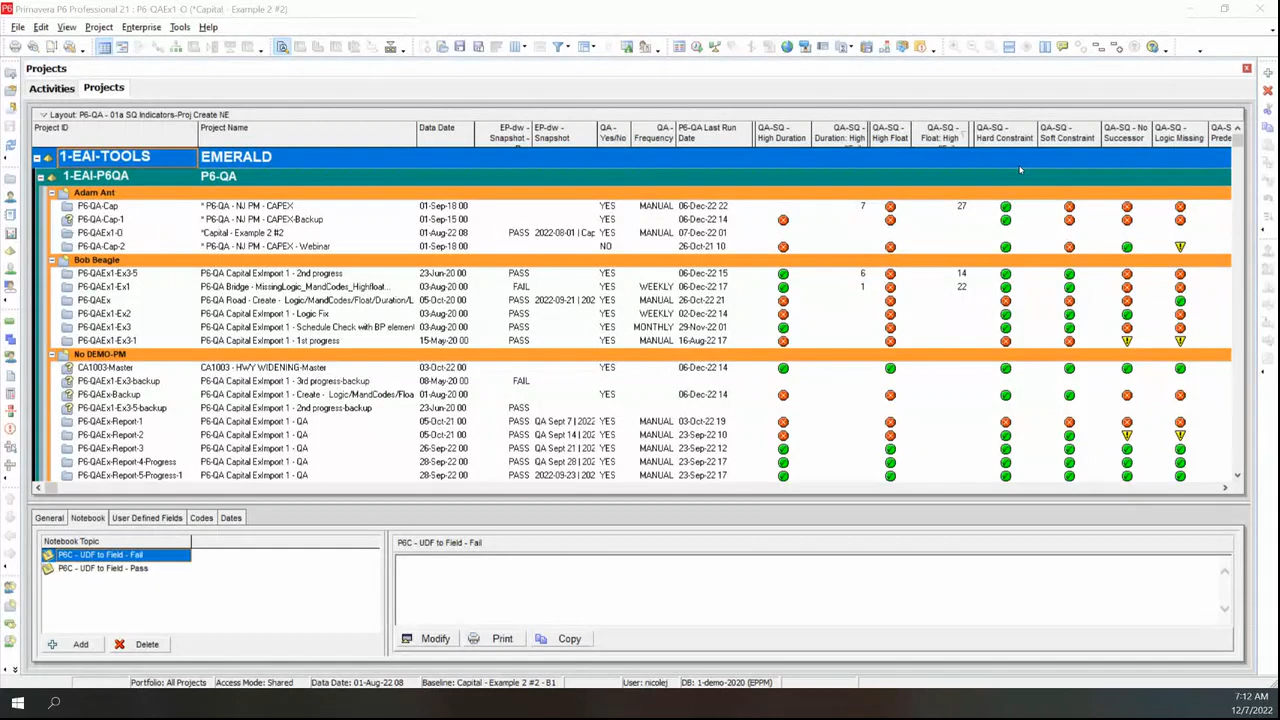 Primavera P6 Professional 21 : P6-QAEx1-O (*Capital - Example 2 #2)
File Edit View Project Enterprise Tools Help
Projects
Activities Projects
Layout: P6-QA - 01a SQ Indicators-Proj Create NE
Project ID Project Name Data Date EP-dw - Snapshot - EP-dw - Snapshot QA - Yes/No QA - Frequency P6-QA Last Run Date QA-SQ - High Duration QA-SQ - Duration: High QA-SQ - High Float QA-SQ - Float: High QA-SQ - Hard Constraint QA-SQ - Soft Constraint QA-SQ - No Successor QA-SQ - Logic Missing QA-S Prede
1-EAI-TOOLS EMERALD
1-EAI-P6QA P6-QA
Adam Ant
P6-QA-Cap * P6-QA - NJ PM - CAPEX 01-Sep-18 00 YES MANUAL 06-Dec-22 22 7 27
P6-QA-Cap-1 * P6-QA - NJ PM - CAPEX-Backup 01-Sep-18 00 YES MANUAL 06-Dec-22 14
P6-QAEx1-O *Capital - Example 2 #2 01-Aug-22 08 PASS 2022-08-01 | Cap YES MANUAL 07-Dec-22 01
P6-QA-Cap-2 * P6-QA - NJ PM - CAPEX - Webinar 01-Sep-18 00 NO 26-Oct-21 10
Bob Beagle
P6-QAEx1-Ex3-5 P6-QA Capital ExImport 1 - 2nd progress 23-Jun-20 00 PASS YES 06-Dec-22 15 6 14
P6-QAEx1-Ex1 P6-QA Bridge - MissingLogic_MandCodes_Highfloat... 03-Aug-20 00 FAIL WEEKLY 06-Dec-22 17 1 22
P6-QAEx P6-QA Road - Create - Logic/MandCodes/Float/Duration/L 05-Oct-20 00 PASS 2022-09-21 | 202 YES MANUAL 26-Oct-22 21
P6-QAEx1-Ex2 P6-QA Capital ExImport 1 - Logic Fix 03-Aug-20 00 PASS YES WEEKLY 02-Dec-22 14
P6-QAEx1-Ex3 P6-QA Capital ExImport 1 - Schedule Check with BP element 03-Aug-20 00 PASS YES MONTHLY 29-Nov-22 01
P6-QAEx1-Ex3-1 P6-QA Capital ExImport 1 - 1st progress 15-May-20 00 PASS YES MANUAL 16-Aug-22 17
No DEMO-PM
CA1003-Master CA1003 - HWY WIDENING-Master YES 06-Dec-22 14
P6-QAEx1-Ex3-backup P6-QA Capital ExImport 1 - 3rd progress-backup 08-May-20 00 FAIL
P6-QAEx-Backup P6-QA Capital ExImport 1 - Create - Logic/MandCodes/Floa 01-Aug-20 00 YES 06-Dec-22 14
P6-QAEx1-Ex3-5-backup P6-QA Capital ExImport 1 - 2nd progress-backup 23-Jun-20 00 PASS
P6-QAEx-Report-1 P6-QA Capital ExImport 1 - QA 05-Oct-21 00 PASS QA Sept 7 | 2022 YES MANUAL 03-Oct-22 19
P6-QAEx-Report-2 P6-QA Capital ExImport 1 - QA 05-Oct-21 00 PASS QA Sept 14 | 202 YES MANUAL 23-Sep-22 10
P6-QAEx-Report-3 P6-QA Capital ExImport 1 - QA 28-Sep-22 00 PASS QA Sept 21 | 202 YES MANUAL 23-Sep-22 12
P6-QAEx-Report-4-Progress P6-QA Capital ExImport 1 - QA 28-Sep-22 00 PASS QA Sept 28 | 202 YES MANUAL 23-Sep-22 17
P6-QAEx-Report-5-Progress-1 P6-QA Capital ExImport 1 - QA 28-Sep-22 00 PASS 2022-09-23 | 202 YES MANUAL 23-Sep-22 17
General Notebook User Defined Fields Codes Dates
Notebook Topic P6C - UDF to Field - Fail
P6C - UDF to Field - Fail
P6C - UDF to Field - Pass
Add Delete Modify Print Copy
Portfolio: All Projects Access Mode: Shared Data Date: 01-Aug-22 08 Baseline: Capital - Example 2 #2 - B1 User: nicolej DB: 1-demo-2020 (EPPM)
7:12 AM
12/7/2022